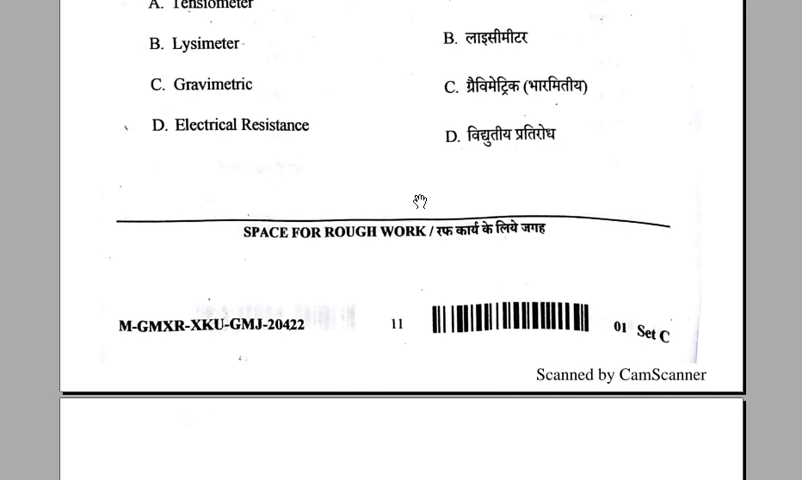 A. Tensiometer
B. Lysimeter
B. लाइसीमीटर
C. Gravimetric
C. ग्रैविमेट्रिक (भारमितीय)
D. Electrical Resistance
D. विद्युतीय प्रतिरोध
SPACE FOR ROUGH WORK / रफ कार्य के लिये जगह
M-GMXR-XKU-GMJ-20422
11
01 Set C
Scanned by CamScanner